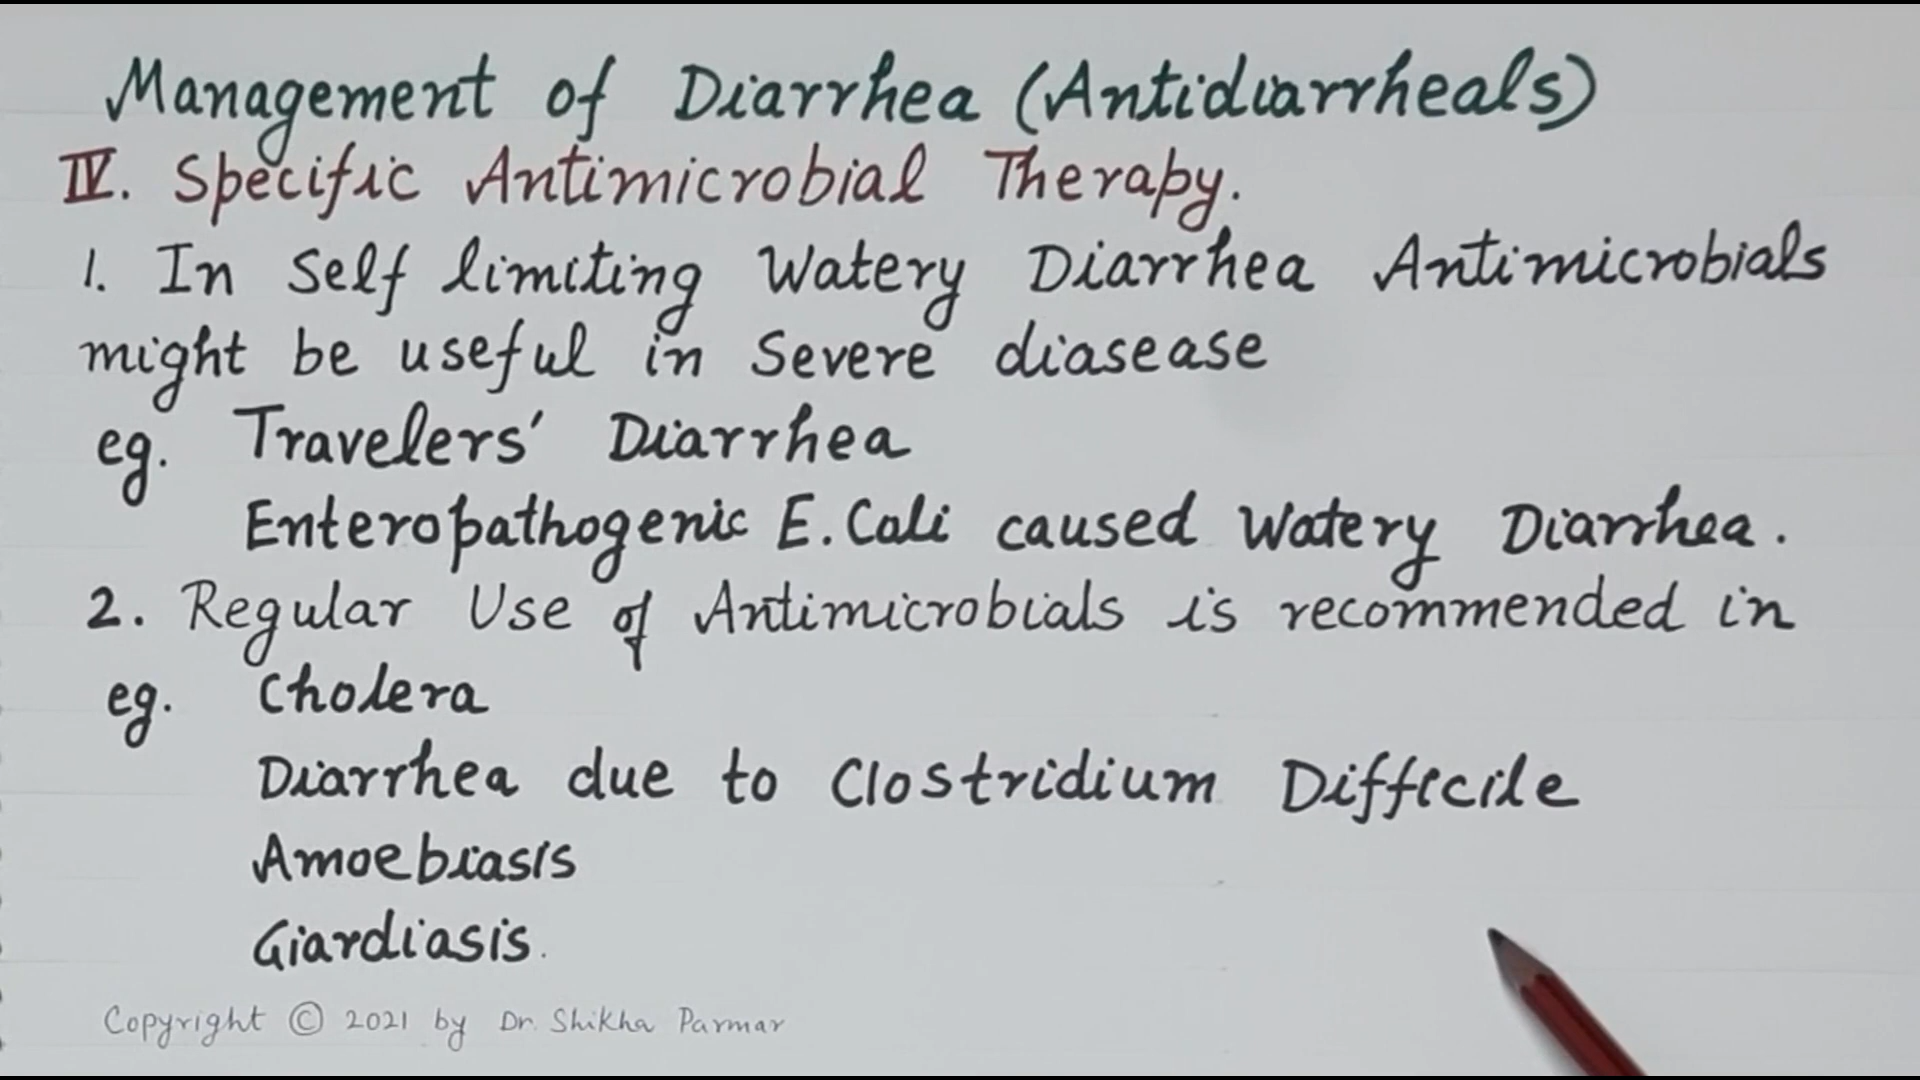 Management of Diarrhea (Antidiarrheals)
IV. Specific Antimicrobial Therapy.
1. In Self limiting Watery Diarrhea Antimicrobials
might be useful in Severe diasease
eg. Travelers' Diarrhea
Enteropathogenic E. Coli caused Watery Diarrhea.
2. Regular Use of Antimicrobials is recommended in
eg. Cholera
Diarrhea due to Clostridium Difficile
Amoebiasis
Giardiasis.
Copyright © 2021 by Dr. Shikha Parmar